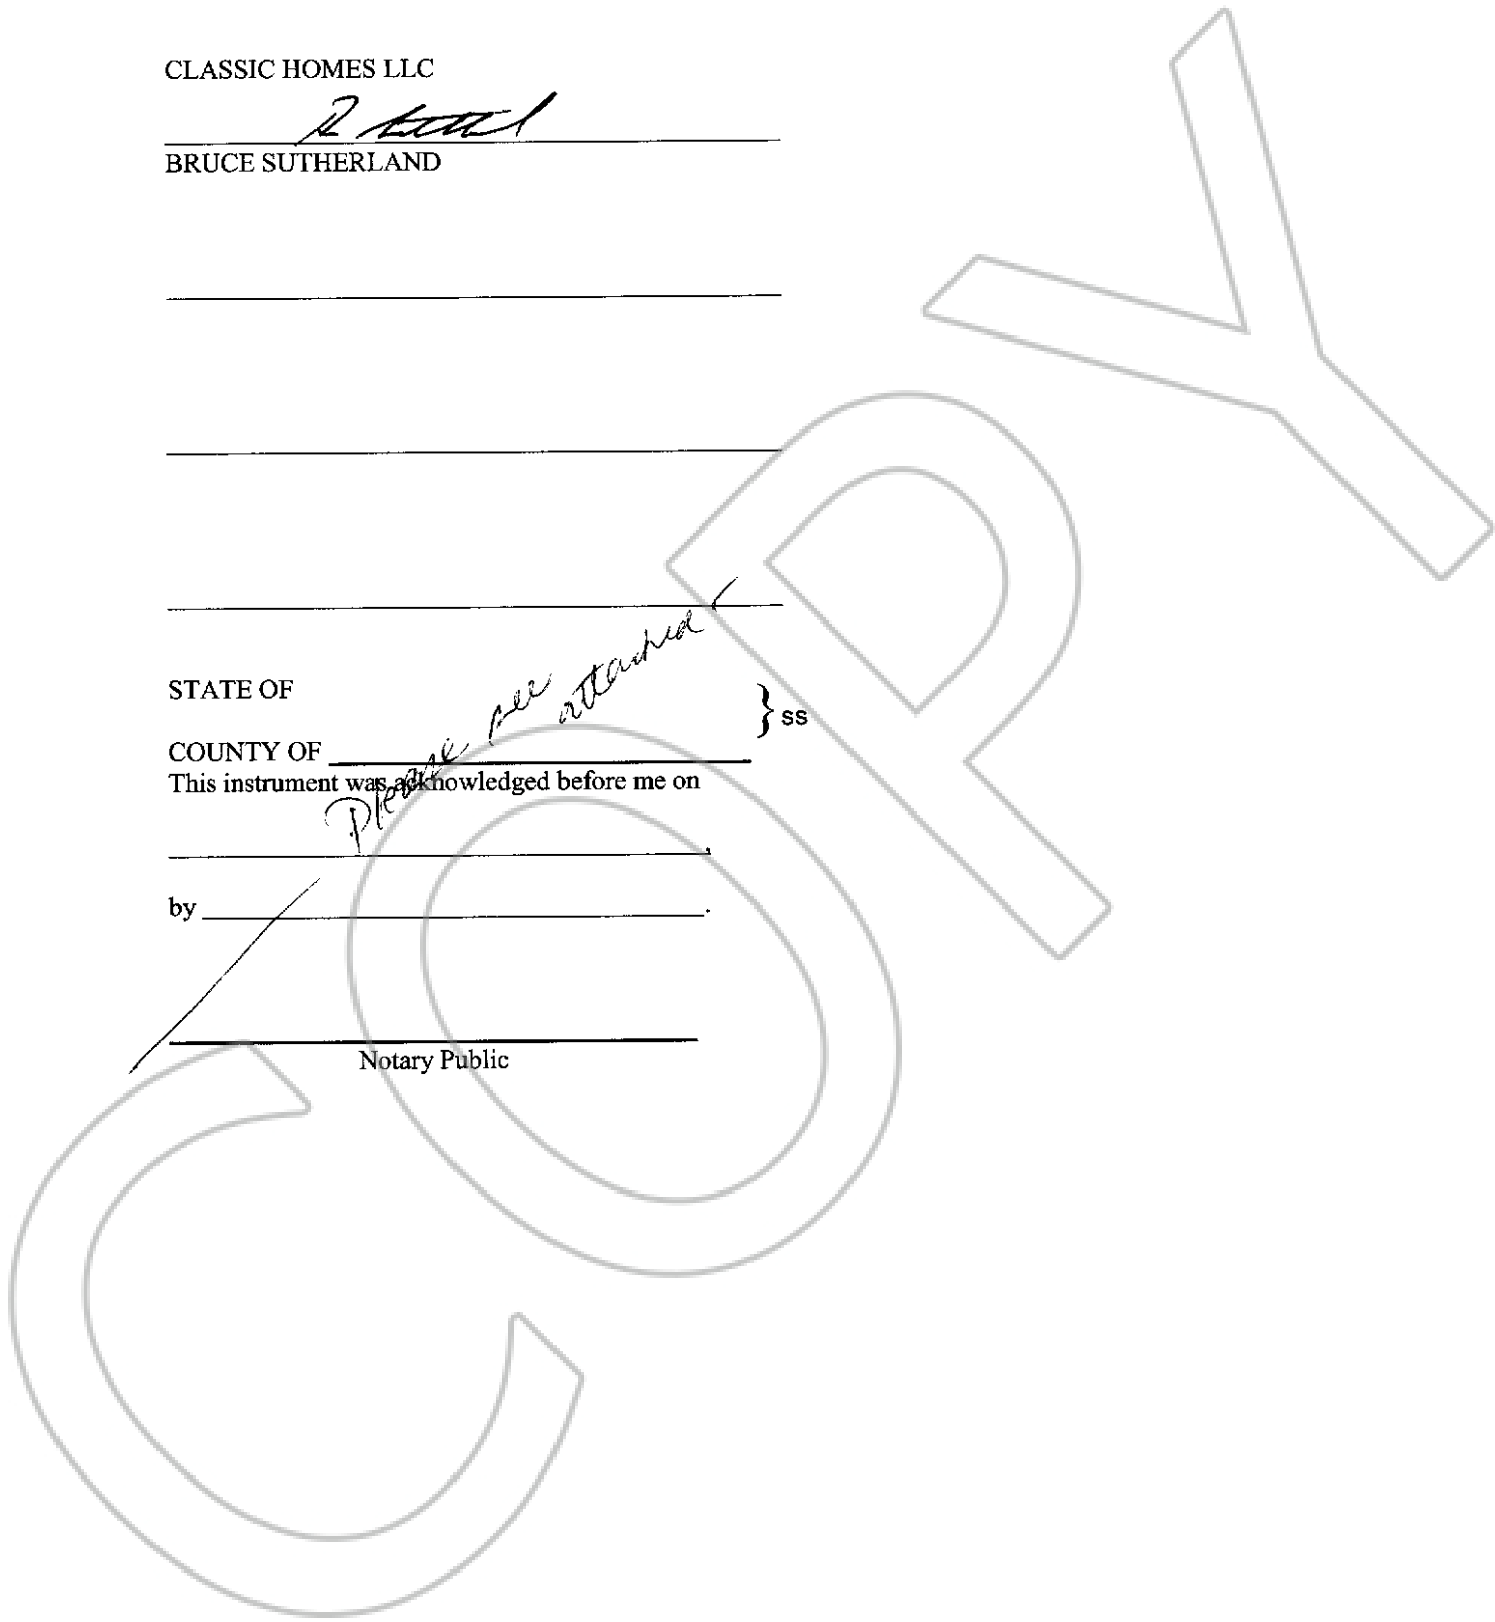 CLASSIC HOMES LLC
BRUCE SUTHERLAND
STATE OF
COUNTY OF
} ss
This instrument was acknowledged before me on
Please see attached
by
Notary Public
COPY